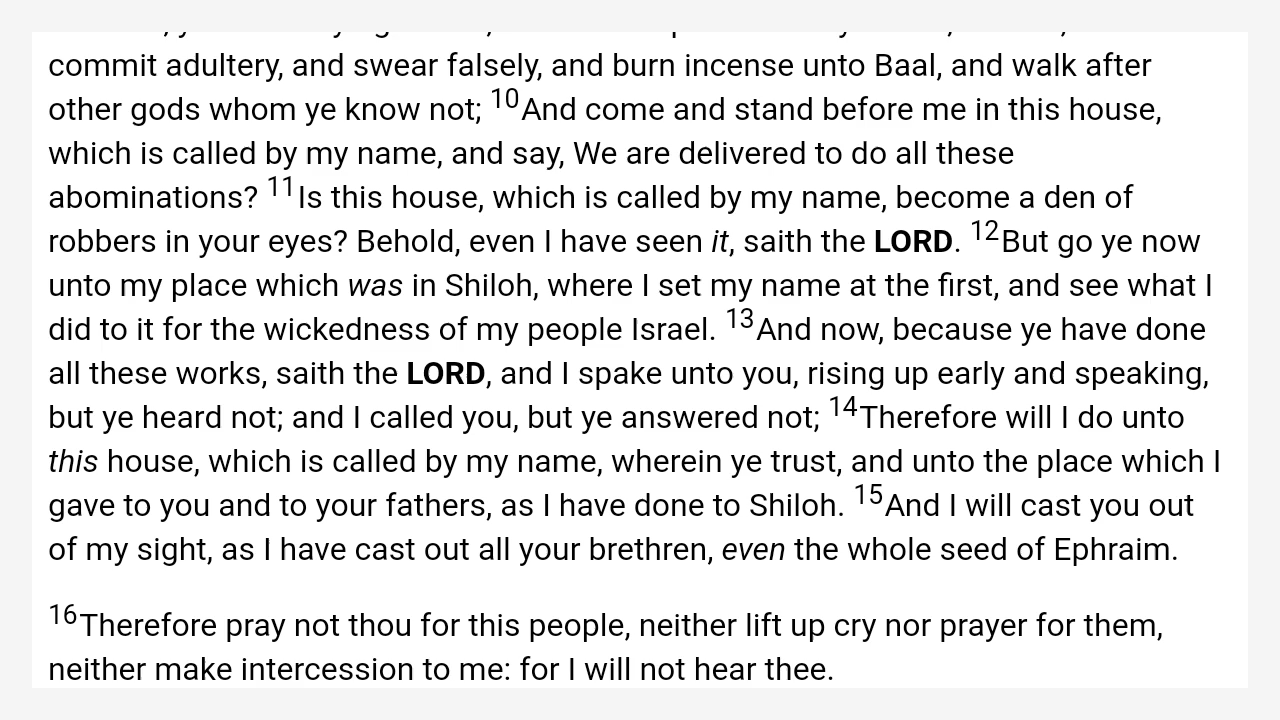 commit adultery, and swear falsely, and burn incense unto Baal, and walk after
other gods whom ye know not; 10And come and stand before me in this house,
which is called by my name, and say, We are delivered to do all these
abominations? 11Is this house, which is called by my name, become a den of
robbers in your eyes? Behold, even I have seen it, saith the LORD. 12But go ye now
unto my place which was in Shiloh, where I set my name at the first, and see what I
did to it for the wickedness of my people Israel. 13And now, because ye have done
all these works, saith the LORD, and I spake unto you, rising up early and speaking,
but ye heard not; and I called you, but ye answered not; 14Therefore will I do unto
this house, which is called by my name, wherein ye trust, and unto the place which I
gave to you and to your fathers, as I have done to Shiloh. 15And I will cast you out
of my sight, as I have cast out all your brethren, even the whole seed of Ephraim.
16Therefore pray not thou for this people, neither lift up cry nor prayer for them,
neither make intercession to me: for I will not hear thee.